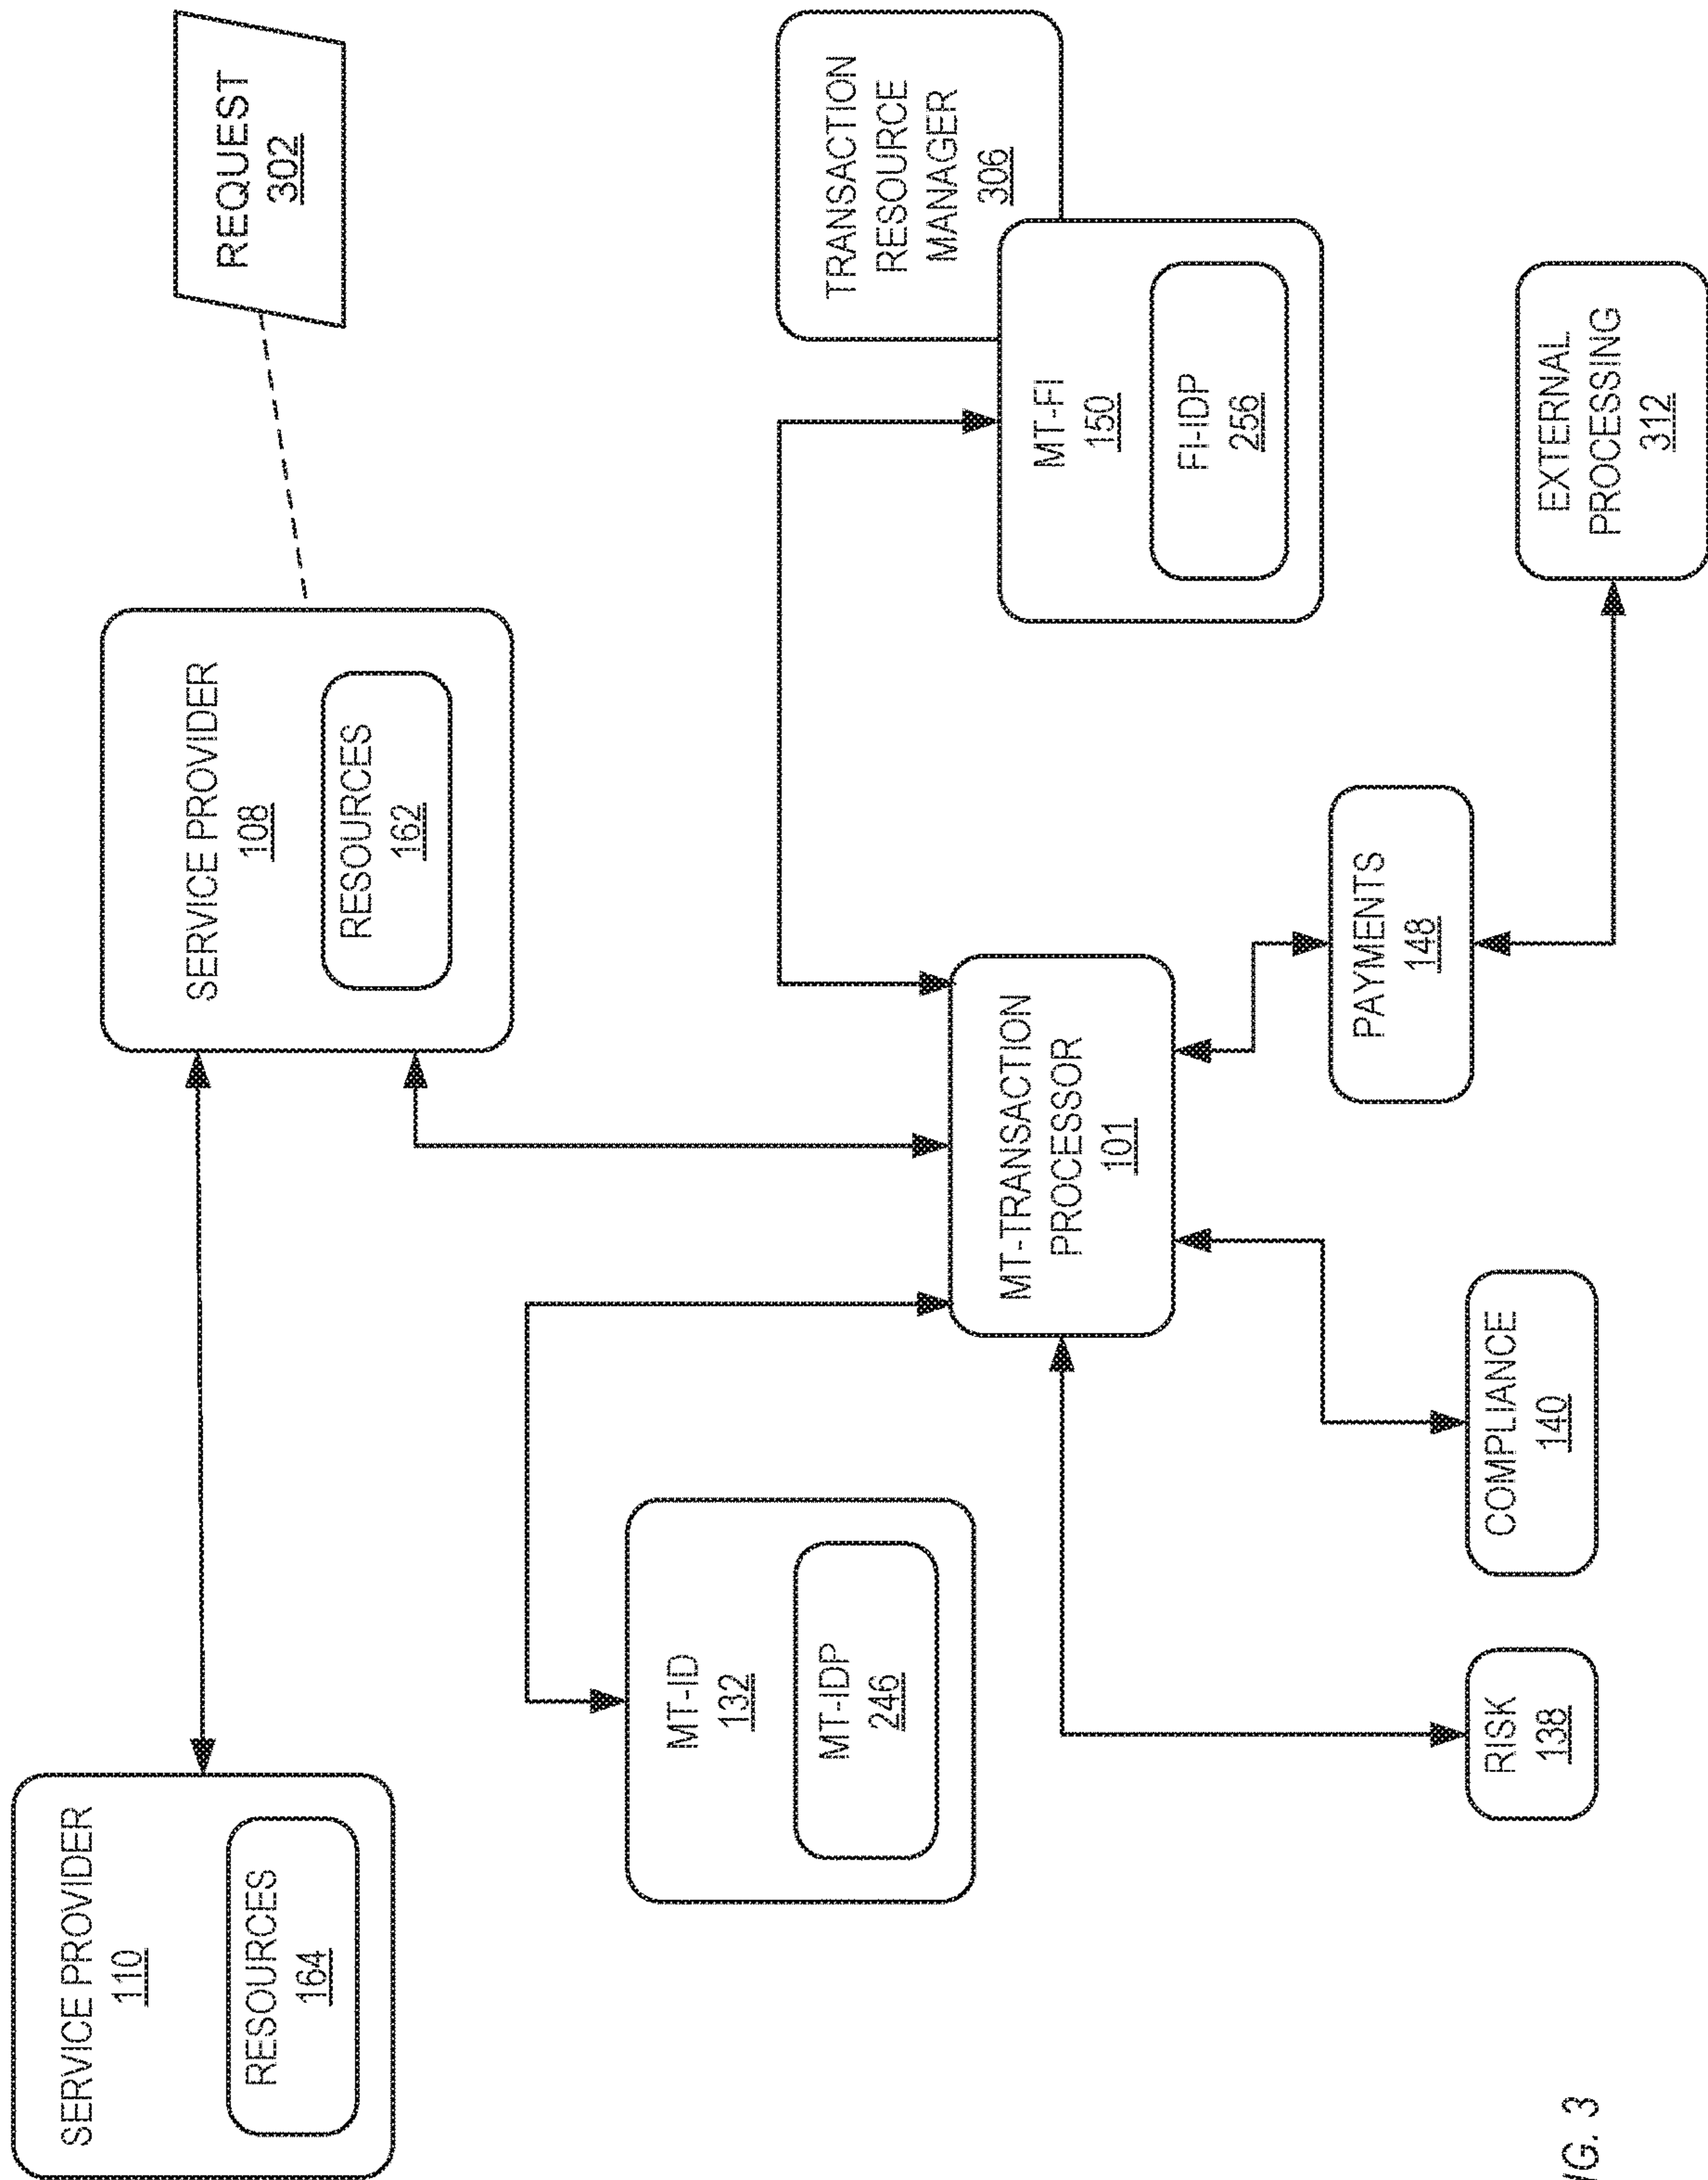 SERVICE PROVIDER
110
RESOURCES
164
SERVICE PROVIDER
108
RESOURCES
162
REQUEST
302
MT-ID
132
MT-IDP
246
MT-TRANSACTION
PROCESSOR
101
TRANSACTION
RESOURCE
MANAGER
306
MT-FI
150
FI-IDP
256
RISK
138
COMPLIANCE
140
PAYMENTS
148
EXTERNAL
PROCESSING
312
IG. 3